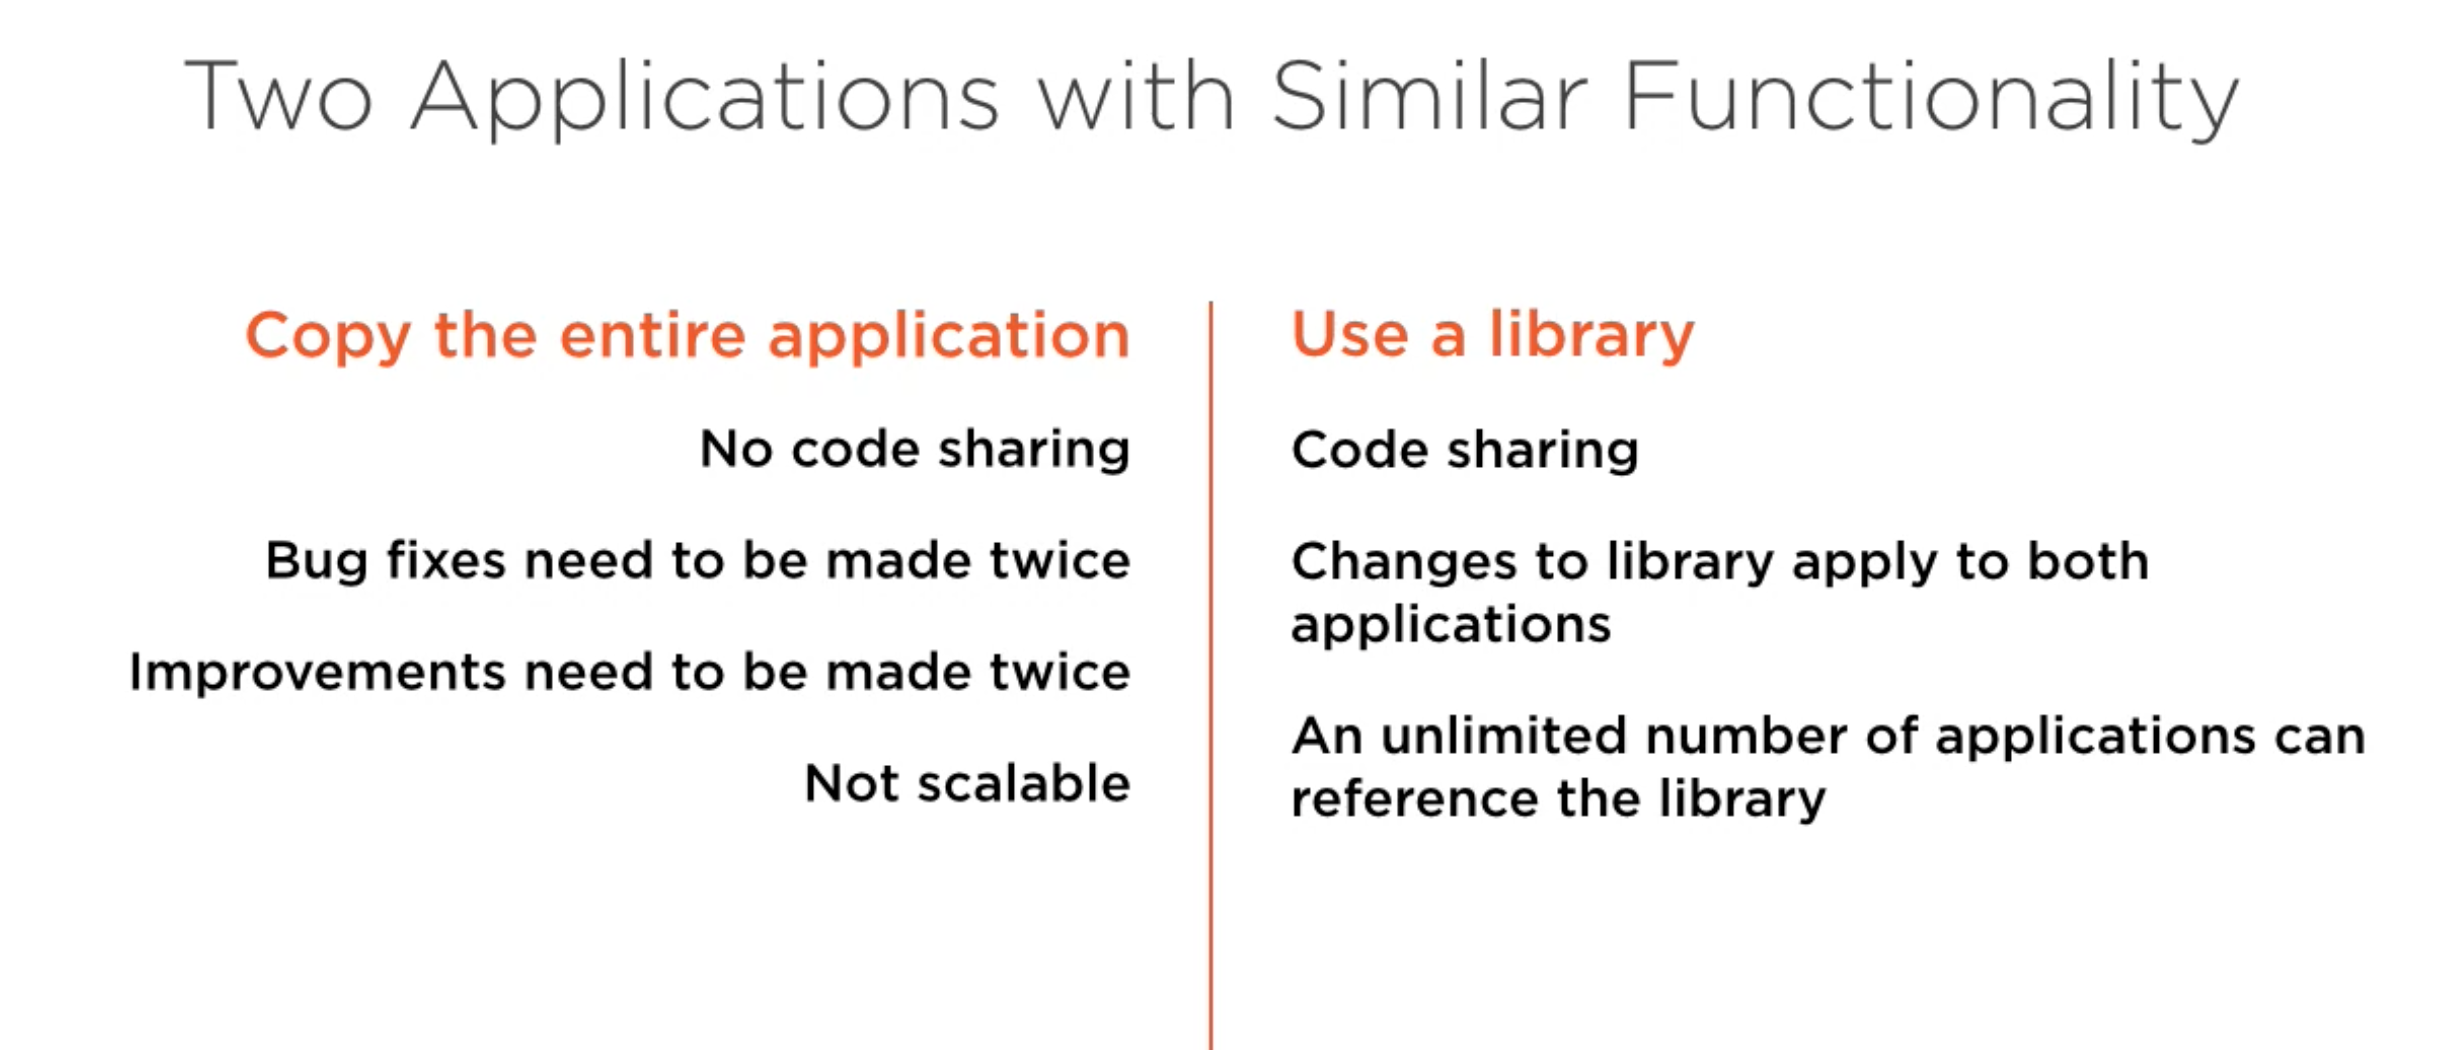 Two Applications with Similar Functionality
Copy the entire application
No code sharing
Bug fixes need to be made twice
Improvements need to be made twice
Not scalable
Use a library
Code sharing
Changes to library apply to both
applications
An unlimited number of applications can
reference the library